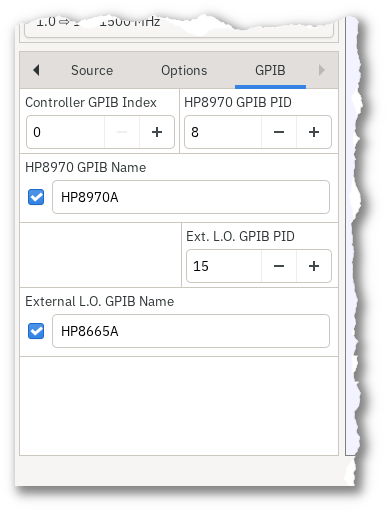 1.0 ⇨ 1500 MHz
Source Options GPIB
Controller GPIB Index HP8970 GPIB PID
0 − + 8 − +
HP8970 GPIB Name
HP8970A
Ext. L.O. GPIB PID
15 − +
External L.O. GPIB Name
HP8665A